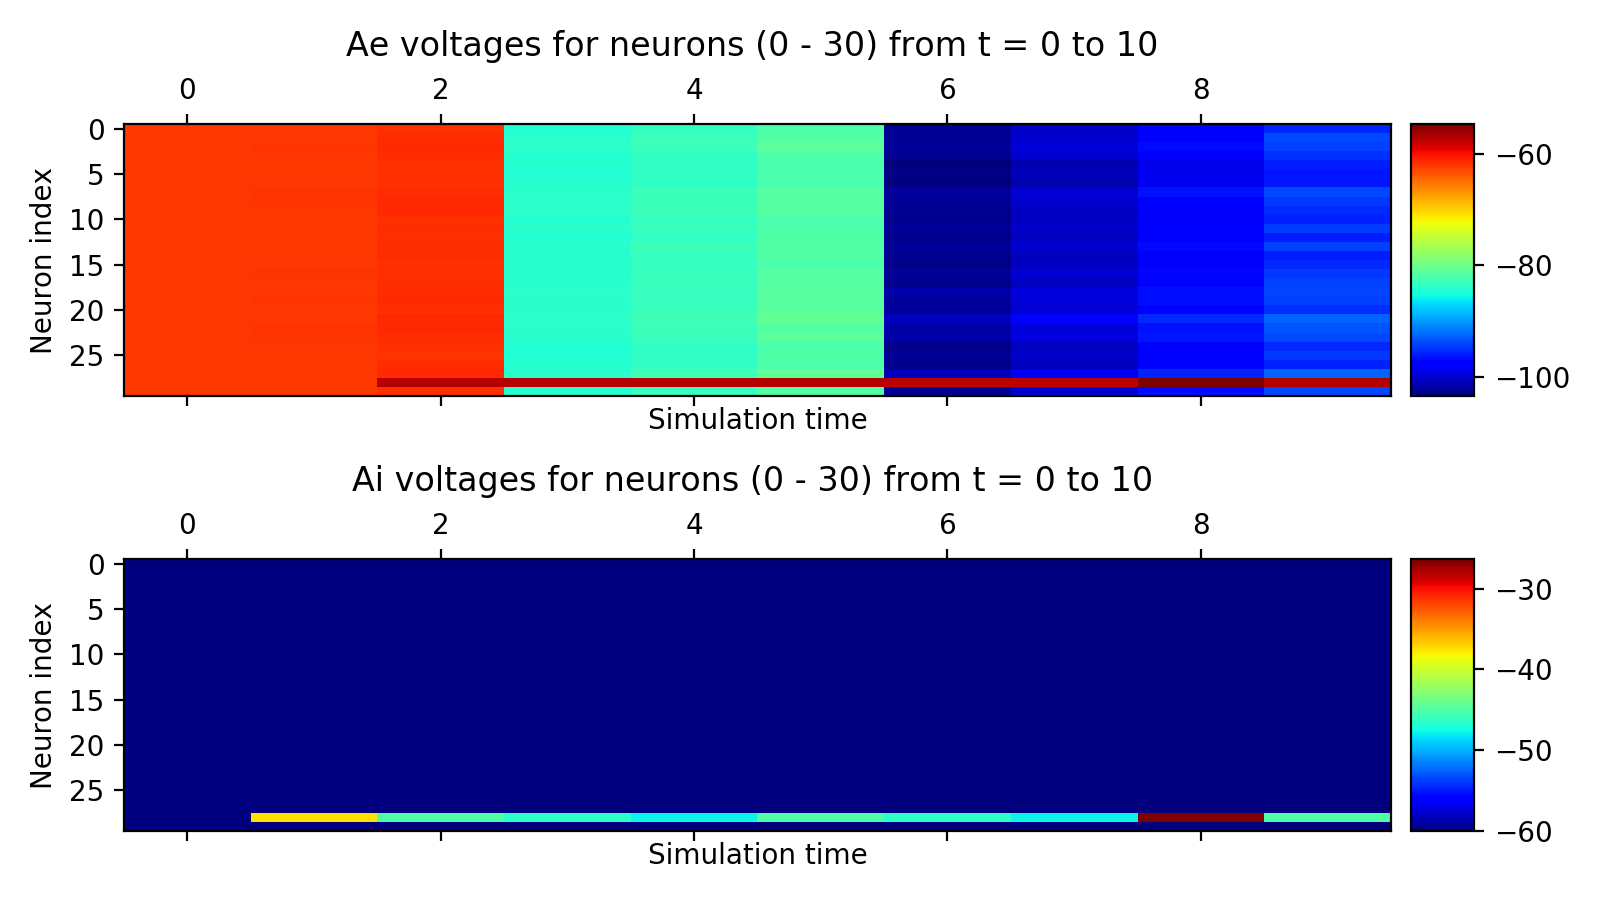 Ae voltages for neurons (0 - 30) from t = 0 to 10
0 2 4 6 8
Neuron index
0
5
10
15
20
25
−60
−80
−100
Simulation time
Ai voltages for neurons (0 - 30) from t = 0 to 10
0 2 4 6 8
Neuron index
0
5
10
15
20
25
−30
−40
−50
−60
Simulation time